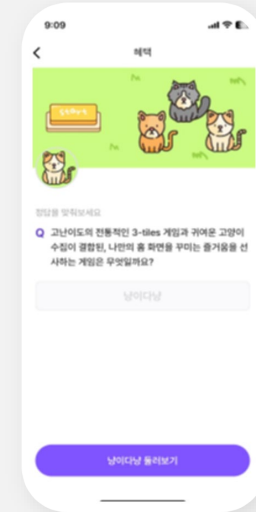 9:09
혜택
정답을 맞춰보세요
Q 고난이도의 전통적인 3-tiles 게임과 귀여운 고양이
수집이 결합된, 나만의 홈 화면을 꾸미는 즐거움을 선
사하는 게임은 무엇일까요?
냥이다냥
냥이다냥 둘러보기